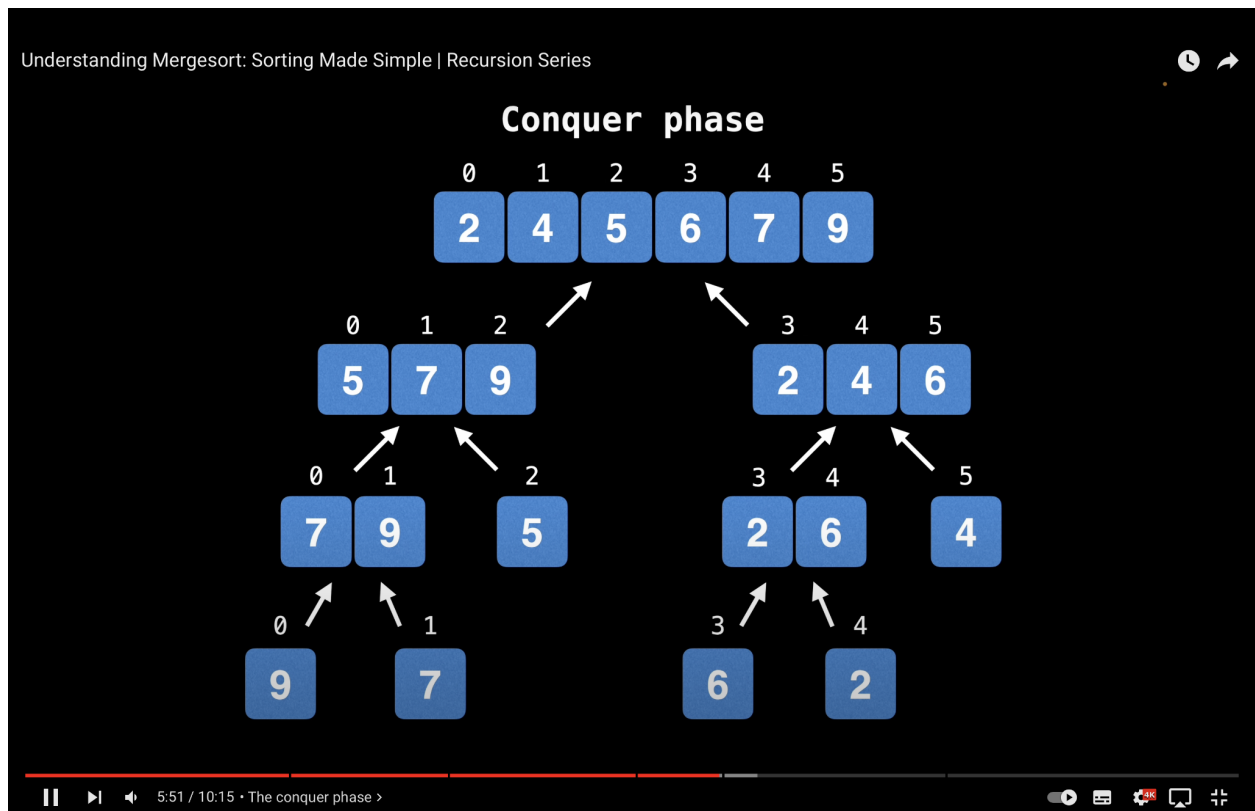 Understanding Mergesort: Sorting Made Simple | Recursion Series
Conquer phase
0 1 2 3 4 5
2 4 5 6 7 9
0 1 2 3 4 5
5 7 9 2 4 6
0 1 2 3 4 5
7 9 5 2 6 4
0 1 3 4
9 7 6 2
5:51 / 10:15 • The conquer phase >
4K